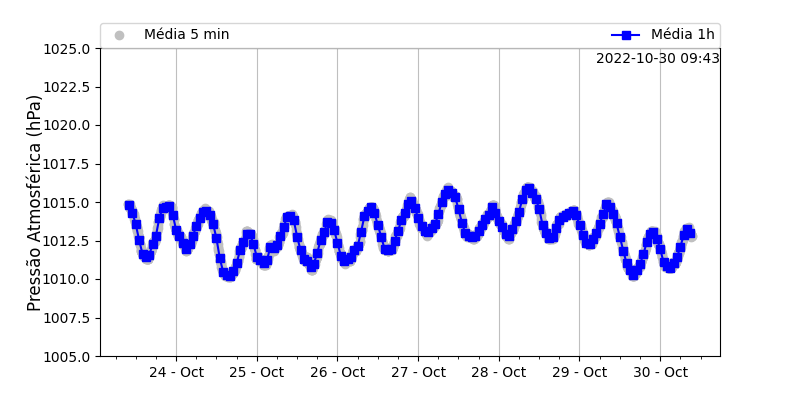 Média 5 min
Média 1h
2022-10-30 09:43
Pressão Atmosférica (hPa)
1025.0
1022.5
1020.0
1017.5
1015.0
1012.5
1010.0
1007.5
1005.0
24 - Oct
25 - Oct
26 - Oct
27 - Oct
28 - Oct
29 - Oct
30 - Oct